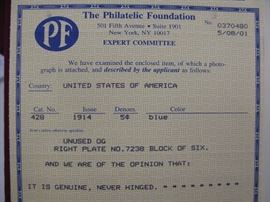 The Philatelic Foundation
501 Fifth Avenue • Suite 1901
New York, NY 10017
No. 0370480
5/08/01
PF
EXPERT COMMITTEE
We have examined the enclosed item, of which a photo-
graph is attached, and described by the applicant as follows:
Country: UNITED STATES OF AMERICA
Cat. No. Issue Denom. Color
428 1914 5¢ blue
UNUSED OG
RIGHT PLATE NO.7238 BLOCK OF SIX.
AND WE ARE OF THE OPINION THAT:
IT IS GENUINE, NEVER HINGED. - - - - - - - - -